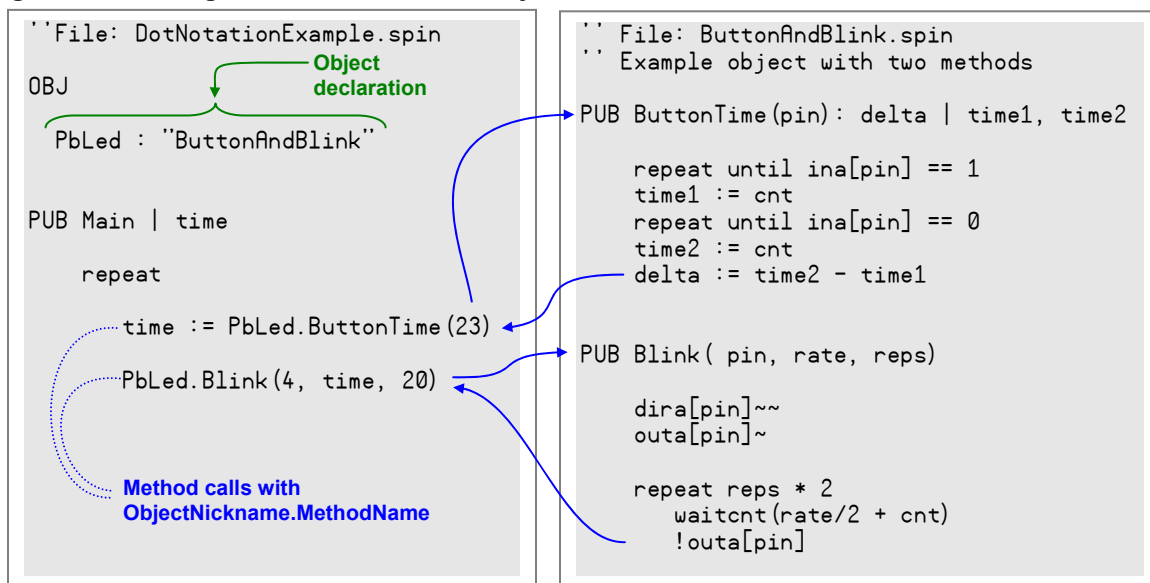 ''File: DotNotationExample.spin
Object
declaration
OBJ
PbLed : "ButtonAndBlink"
PUB Main | time
repeat
time := PbLed.ButtonTime(23)
PbLed.Blink(4, time, 20)
Method calls with
ObjectNickname.MethodName
'' File: ButtonAndBlink.spin
'' Example object with two methods
PUB ButtonTime(pin): delta | time1, time2
repeat until ina[pin] == 1
time1 := cnt
repeat until ina[pin] == 0
time2 := cnt
delta := time2 - time1
PUB Blink( pin, rate, reps)
dira[pin]~~
outa[pin]~
repeat reps * 2
waitcnt(rate/2 + cnt)
!outa[pin]